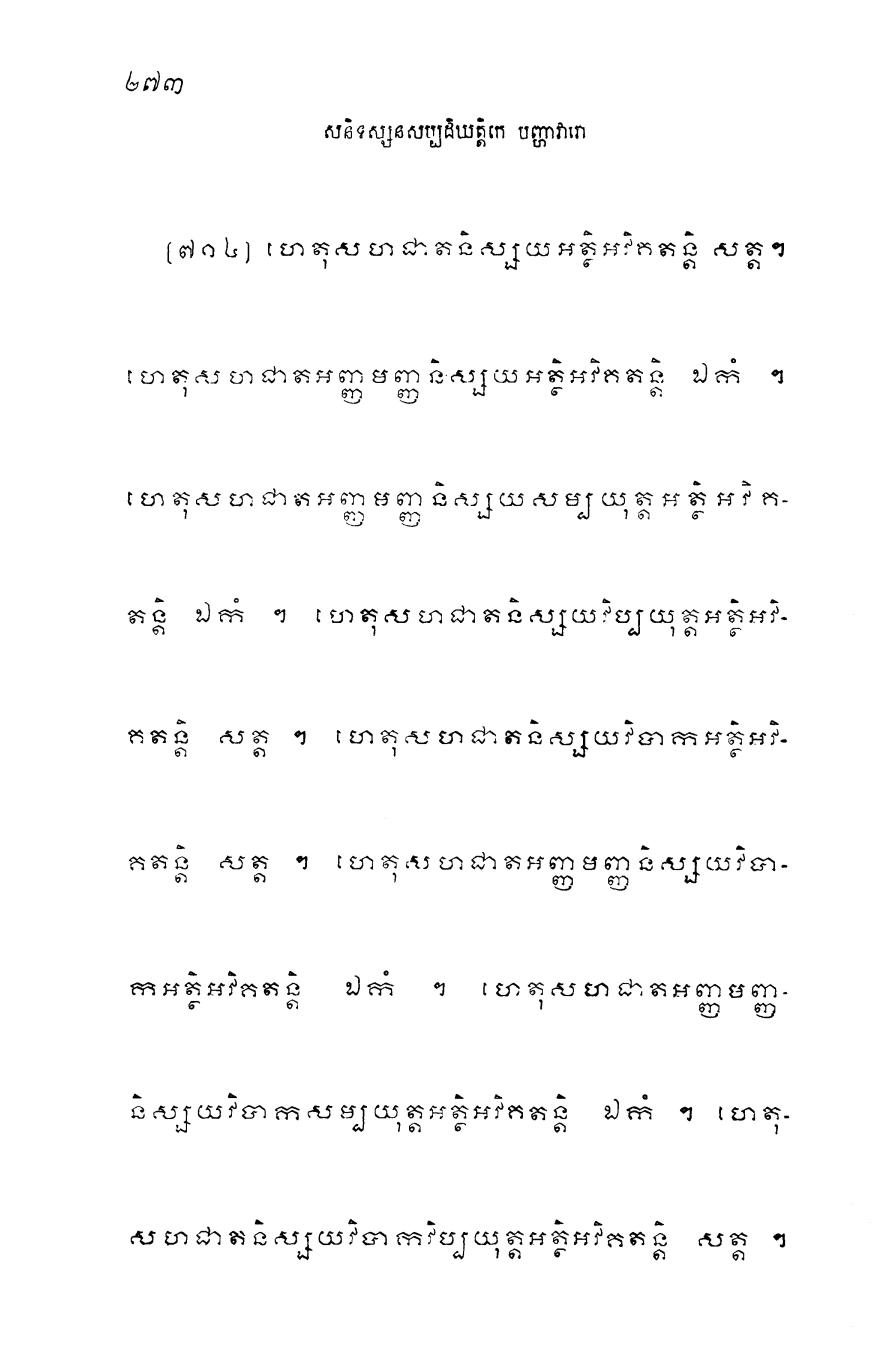 ២៧៣
សនិទស្សនសប្បដិឃត្តិកេ បញ្ហាវារោ
[៧១៤] ហេតុសហជាតនិស្សយអត្ថិអវិគតន្តិ សត្ត ។
ហេតុសហជាតអញ្ញមញ្ញនិស្សយអត្ថិអវិគតន្តិ ឯកំ ។
ហេតុសហជាតអញ្ញមញ្ញនិស្សយសម្បយុត្តអត្ថិអវិគ-
តន្តិ ឯកំ ។ ហេតុសហជាតនិស្សយវិប្បយុត្តអត្ថិអវិ-
គតន្តិ សត្ត ។ ហេតុសហជាតនិស្សយវិបាកអត្ថិអវិ-
គតន្តិ សត្ត ។ ហេតុសហជាតអញ្ញមញ្ញនិស្សយវិបា-
កអត្ថិអវិគតន្តិ ឯកំ ។ ហេតុសហជាតអញ្ញមញ្ញ-
និស្សយវិបាកសម្បយុត្តអត្ថិអវិគតន្តិ ឯកំ ។ ហេតុ-
សហជាតនិស្សយវិបាកវិប្បយុត្តអត្ថិអវិគតន្តិ សត្ត ។